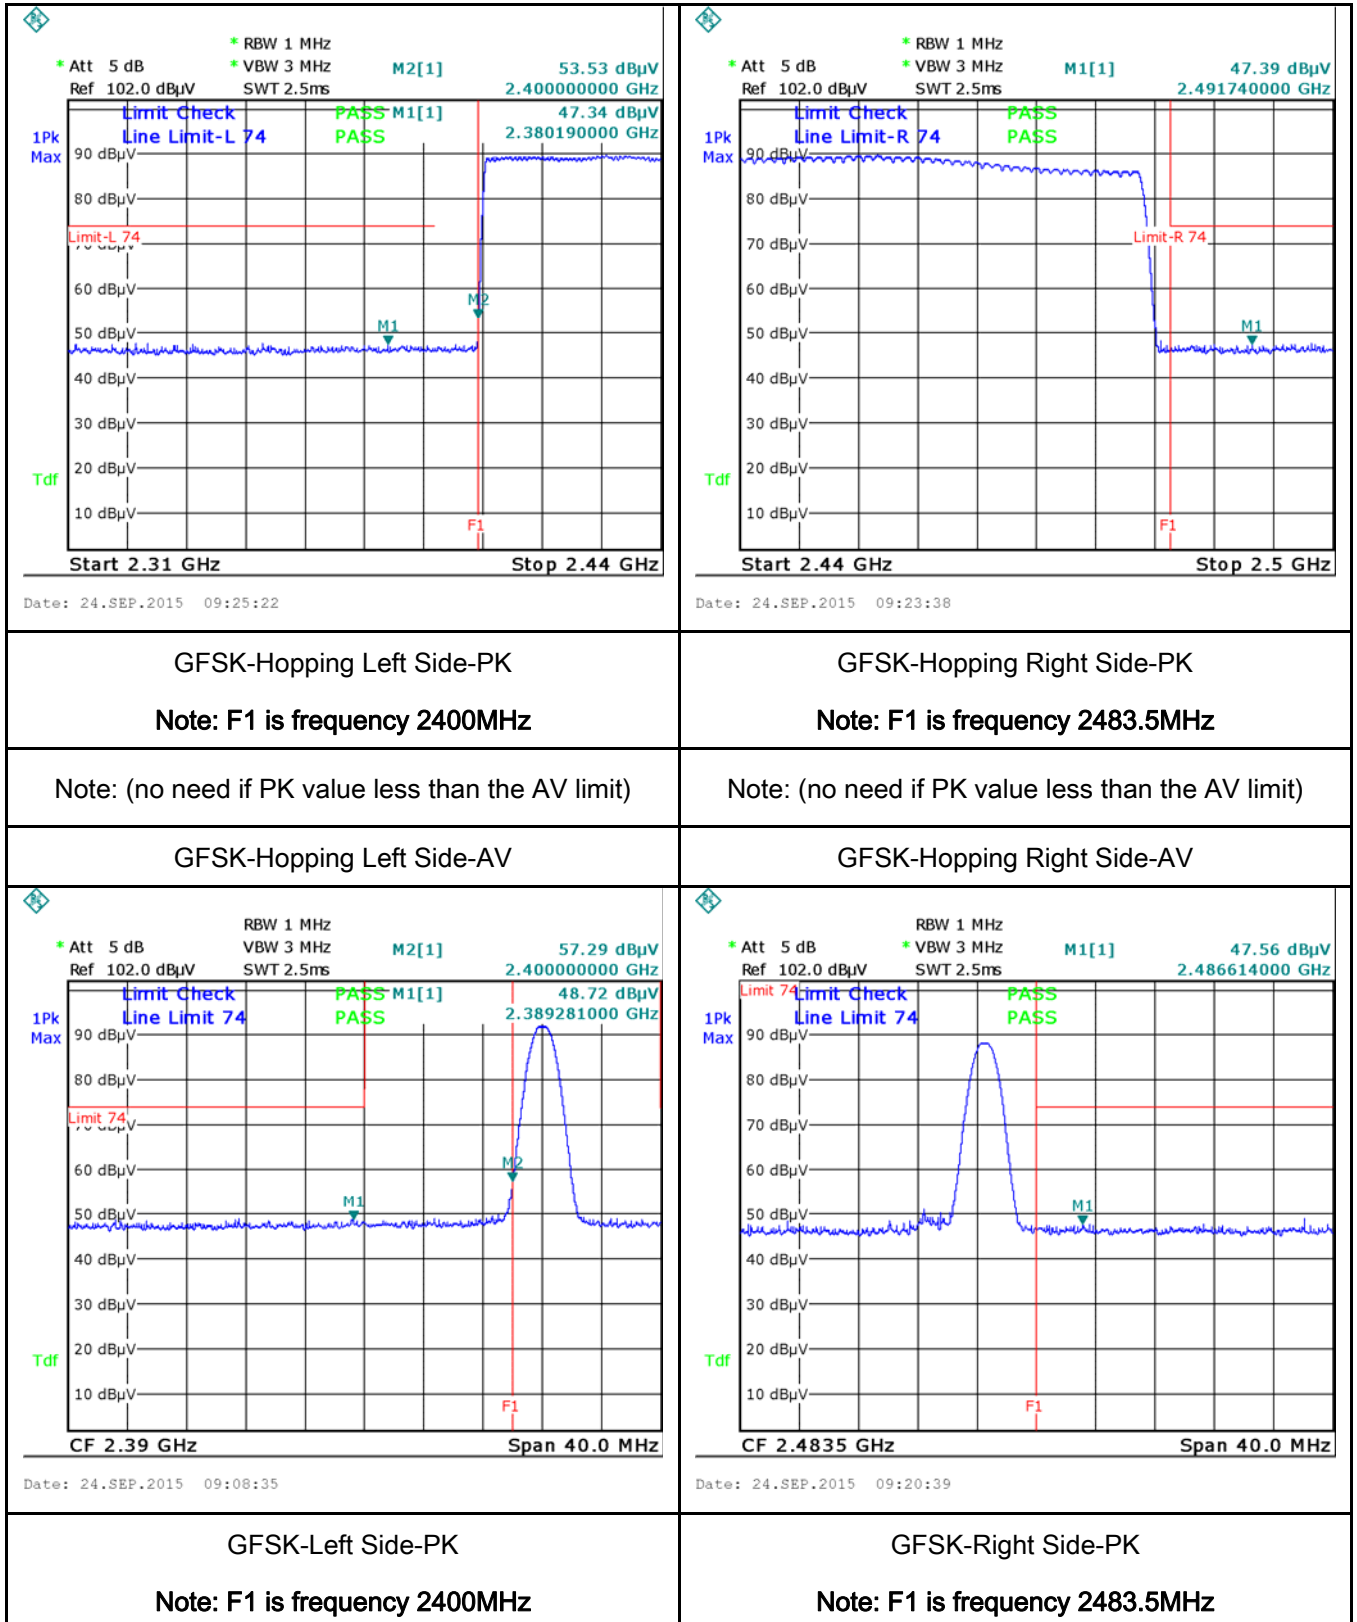 * RBW 1 MHz
* Att 5 dB * VBW 3 MHz M2[1] 53.53 dBµV
Ref 102.0 dBµV SWT 2.5ms 2.400000000 GHz
Limit Check PASS M1[1] 47.34 dBµV
1Pk Line Limit-L 74 PASS 2.380190000 GHz
Max 90 dBµV
80 dBµV
Limit-L 74
70 dBµV
60 dBµV
M2
50 dBµV
M1
40 dBµV
30 dBµV
20 dBµV
Tdf
10 dBµV
F1
Start 2.31 GHz Stop 2.44 GHz
Date: 24.SEP.2015 09:25:22
* RBW 1 MHz
* Att 5 dB * VBW 3 MHz M1[1] 47.39 dBµV
Ref 102.0 dBµV SWT 2.5ms 2.491740000 GHz
Limit Check PASS
1Pk Line Limit-R 74 PASS
Max 90 dBµV
80 dBµV
Limit-R 74
70 dBµV
60 dBµV
50 dBµV
M1
40 dBµV
30 dBµV
20 dBµV
Tdf
10 dBµV
F1
Start 2.44 GHz Stop 2.5 GHz
Date: 24.SEP.2015 09:23:38
GFSK-Hopping Left Side-PK
Note: F1 is frequency 2400MHz
GFSK-Hopping Right Side-PK
Note: F1 is frequency 2483.5MHz
Note: (no need if PK value less than the AV limit)
Note: (no need if PK value less than the AV limit)
GFSK-Hopping Left Side-AV
GFSK-Hopping Right Side-AV
RBW 1 MHz
* Att 5 dB VBW 3 MHz M2[1] 57.29 dBµV
Ref 102.0 dBµV SWT 2.5ms 2.400000000 GHz
Limit Check PASS M1[1] 48.72 dBµV
1Pk Line Limit 74 PASS 2.389281000 GHz
Max 90 dBµV
80 dBµV
Limit 74
70 dBµV
60 dBµV
M2
50 dBµV
M1
40 dBµV
30 dBµV
20 dBµV
Tdf
10 dBµV
F1
CF 2.39 GHz Span 40.0 MHz
Date: 24.SEP.2015 09:08:35
RBW 1 MHz
* Att 5 dB * VBW 3 MHz M1[1] 47.56 dBµV
Ref 102.0 dBµV SWT 2.5ms 2.486614000 GHz
Limit 74 Limit Check PASS
1Pk Line Limit 74 PASS
Max 90 dBµV
80 dBµV
70 dBµV
60 dBµV
50 dBµV
M1
40 dBµV
30 dBµV
20 dBµV
Tdf
10 dBµV
F1
CF 2.4835 GHz Span 40.0 MHz
Date: 24.SEP.2015 09:20:39
GFSK-Left Side-PK
Note: F1 is frequency 2400MHz
GFSK-Right Side-PK
Note: F1 is frequency 2483.5MHz